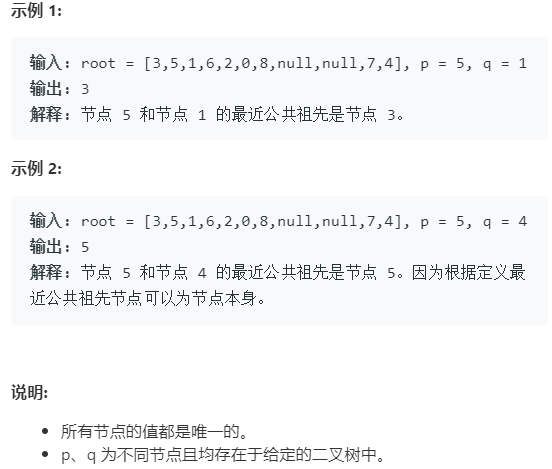 示例 1:
输入: root = [3,5,1,6,2,0,8,null,null,7,4], p = 5, q = 1
输出: 3
解释: 节点 5 和节点 1 的最近公共祖先是节点 3。
示例 2:
输入: root = [3,5,1,6,2,0,8,null,null,7,4], p = 5, q = 4
输出: 5
解释: 节点 5 和节点 4 的最近公共祖先是节点 5。因为根据定义最
近公共祖先节点可以为节点本身。
说明:
• 所有节点的值都是唯一的。
• p、q 为不同节点且均存在于给定的二叉树中。